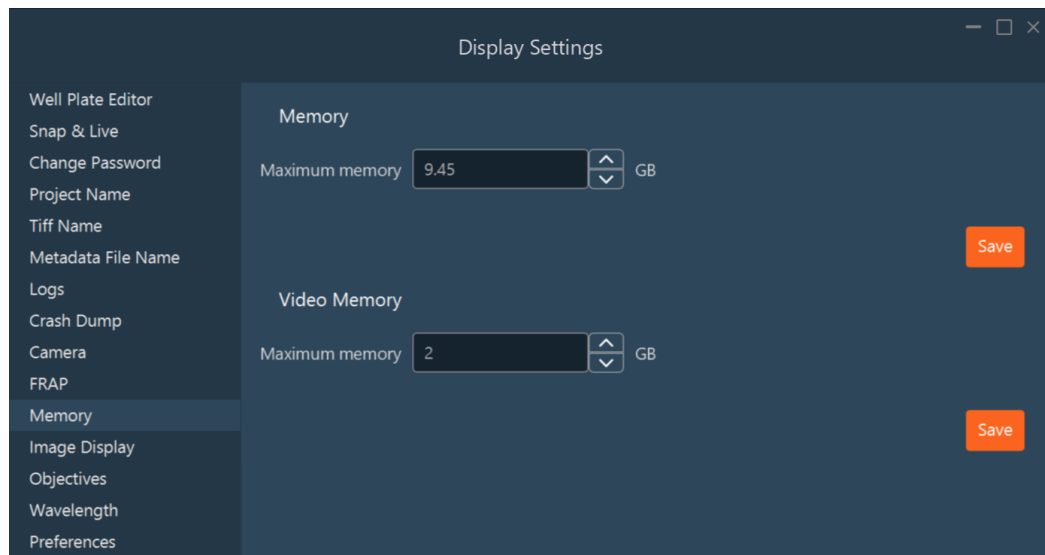 Display Settings
Well Plate Editor
Snap & Live
Change Password
Project Name
Tiff Name
Metadata File Name
Logs
Crash Dump
Camera
FRAP
Memory
Image Display
Objectives
Wavelength
Preferences
Memory
Maximum memory 9.45 GB
Save
Video Memory
Maximum memory 2 GB
Save